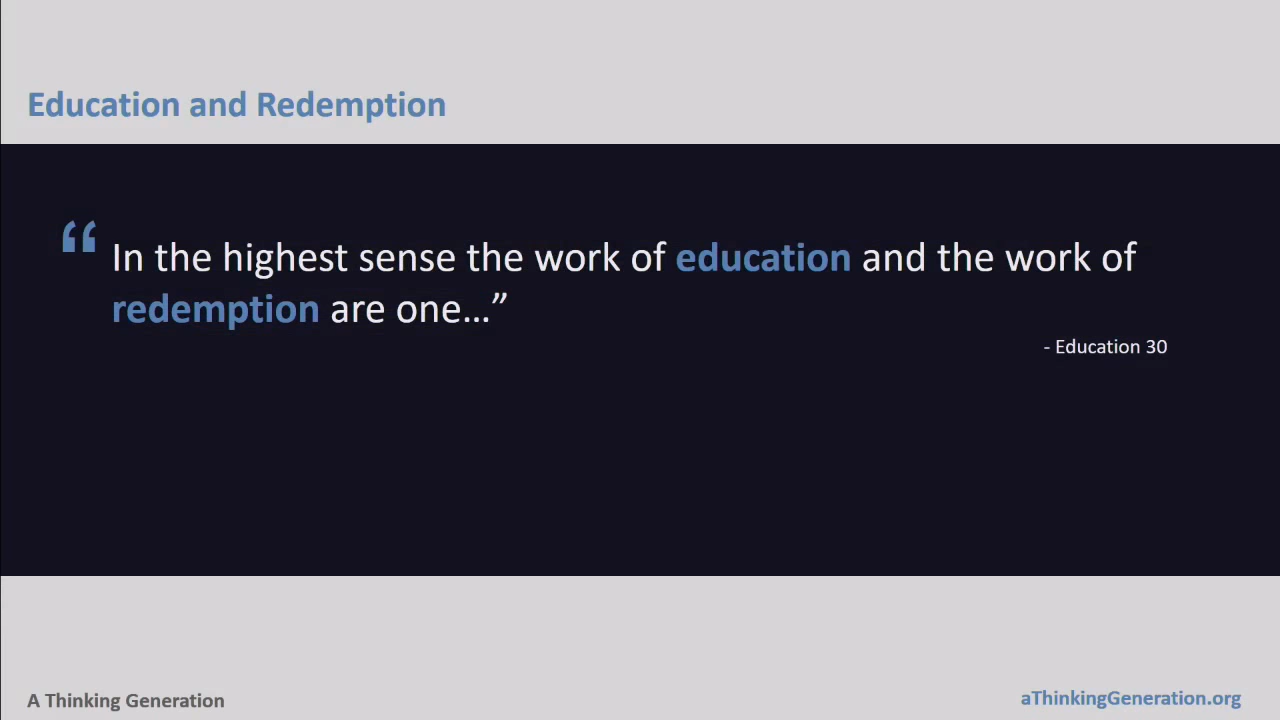 Education and Redemption
“ In the highest sense the work of education and the work of
redemption are one…”
- Education 30
A Thinking Generation
aThinkingGeneration.org